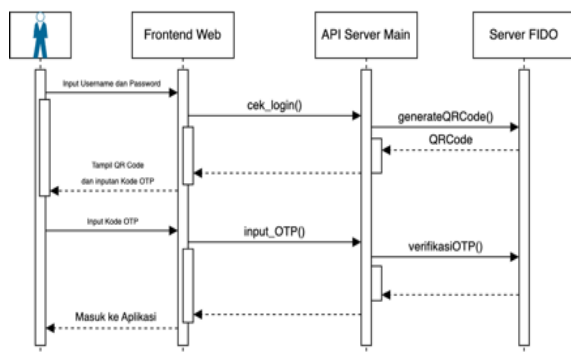 Frontend Web
API Server Main
Server FIDO
Input Username dan Password
cek_login()
generateQRCode()
QRCode
Tampil QR Code
dan inputan Kode OTP
Input Kode OTP
input_OTP()
verifikasiOTP()
Masuk ke Aplikasi